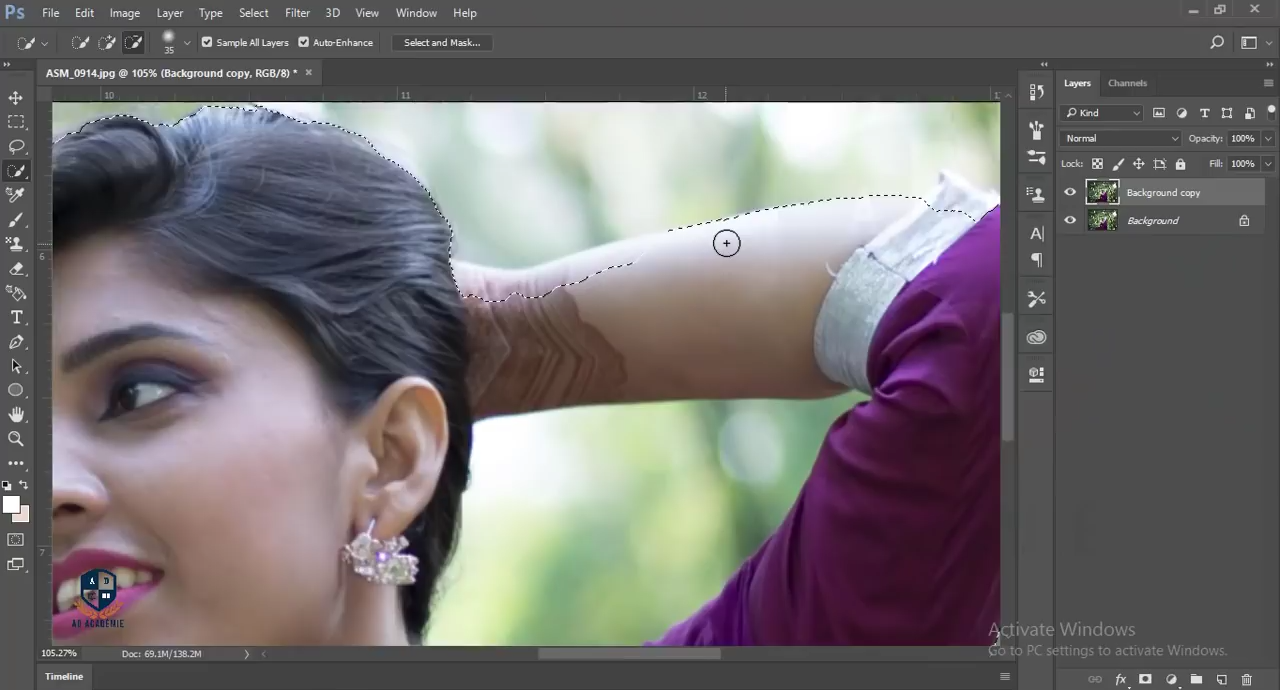 Ps File Edit Image Layer Type Select Filter 3D View Window Help
35 Sample All Layers Auto-Enhance Select and Mask...
ASM_0914.jpg @ 105% (Background copy, RGB/8) * ×
10 11 12
6
7
Layers Channels
Kind
Normal Opacity: 100%
Lock: Fill: 100%
Background copy
Background
A D
AD ACADEMIE
Activate Windows
Go to PC settings to activate Windows.
105.27% Doc: 69.1M/138.2M
Timeline
fx